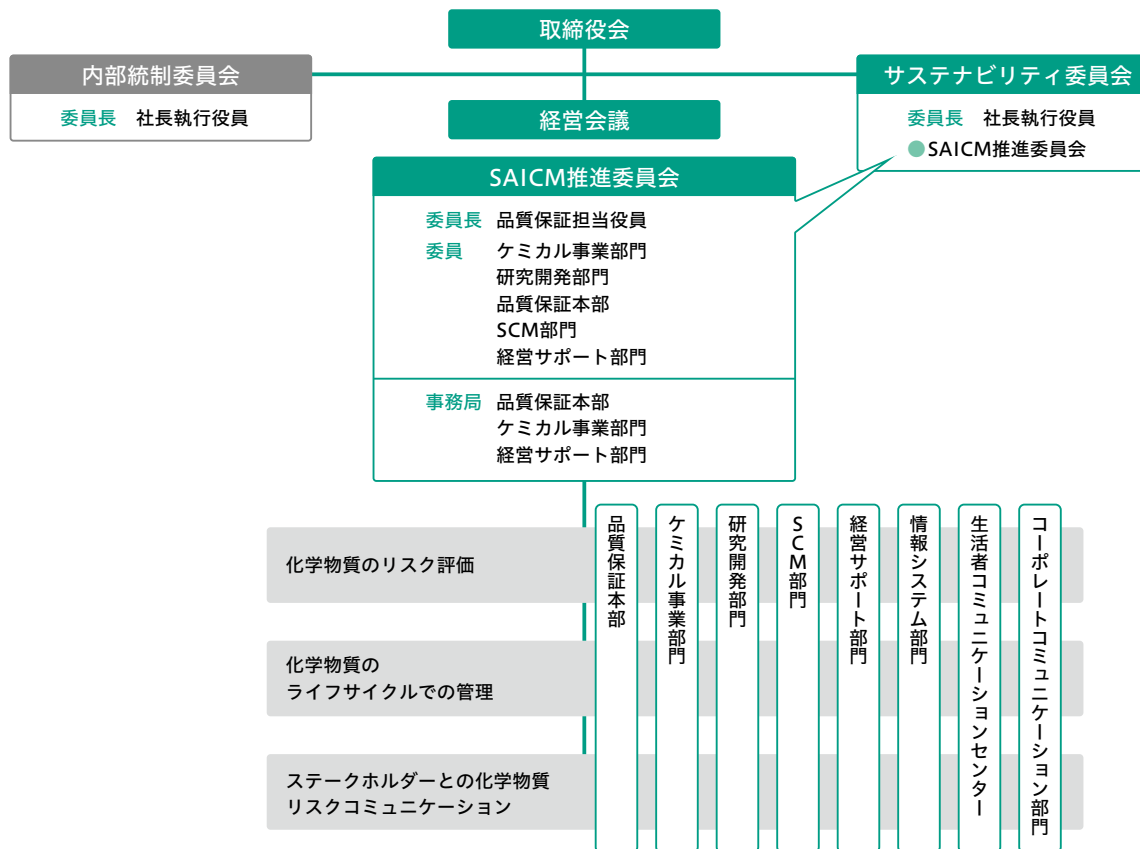 取締役会
内部統制委員会
委員長 社長執行役員
サステナビリティ委員会
委員長 社長執行役員
●SAICM推進委員会
経営会議
SAICM推進委員会
委員長 品質保証担当役員
委員 ケミカル事業部門
研究開発部門
品質保証本部
SCM部門
経営サポート部門
事務局 品質保証本部
ケミカル事業部門
経営サポート部門
品質保証本部
ケミカル事業部門
研究開発部門
SCM部門
経営サポート部門
情報システム部門
生活者コミュニケーションセンター
コーポレートコミュニケーション部門
化学物質のリスク評価
化学物質の
ライフサイクルでの管理
ステークホルダーとの化学物質
リスクコミュニケーション